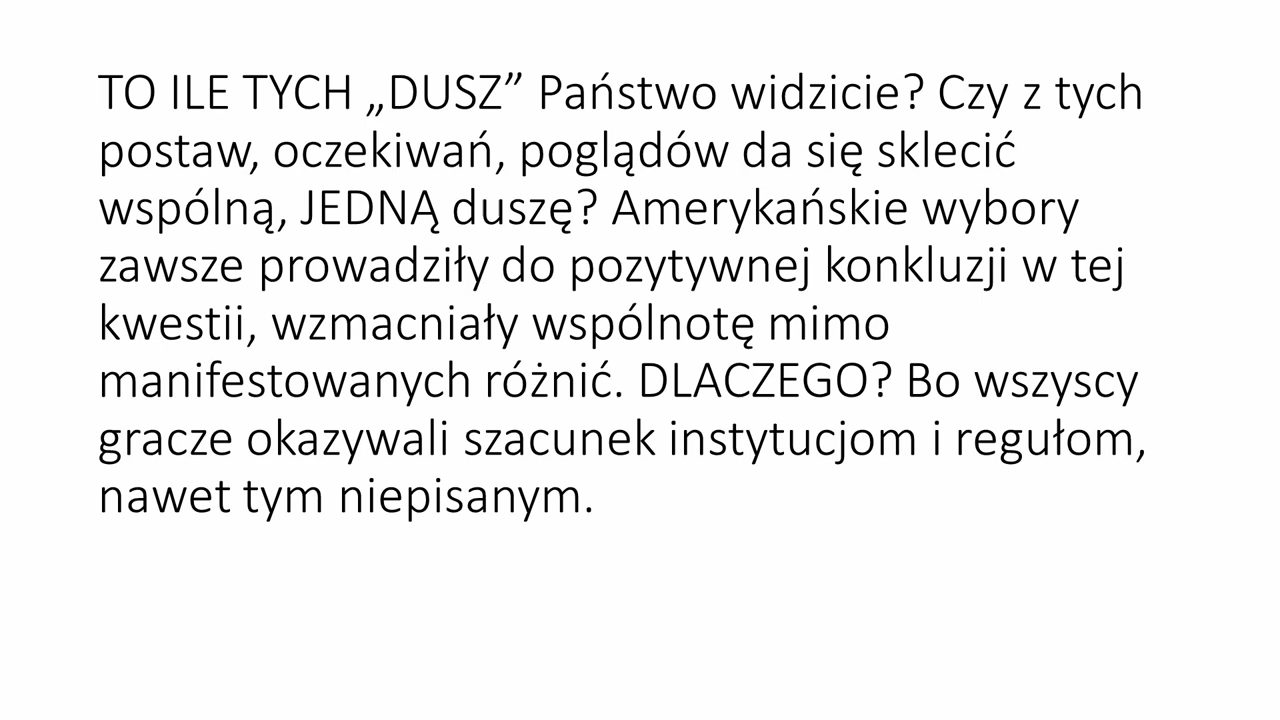 TO ILE TYCH „DUSZ” Państwo widzicie? Czy z tych
postaw, oczekiwań, poglądów da się sklecić
wspólną, JEDNĄ duszę? Amerykańskie wybory
zawsze prowadziły do pozytywnej konkluzji w tej
kwestii, wzmacniały wspólnotę mimo
manifestowanych różnić. DLACZEGO? Bo wszyscy
gracze okazywali szacunek instytucjom i regułom,
nawet tym niepisanym.